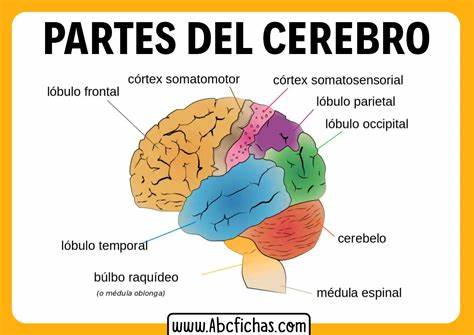 PARTES DEL CEREBRO
córtex somatomotor
córtex somatosensorial
lóbulo frontal
lóbulo parietal
lóbulo occipital
lóbulo temporal
cerebelo
búlbo raquídeo
(o médula oblonga)
médula espinal
www.Abcfichas.com